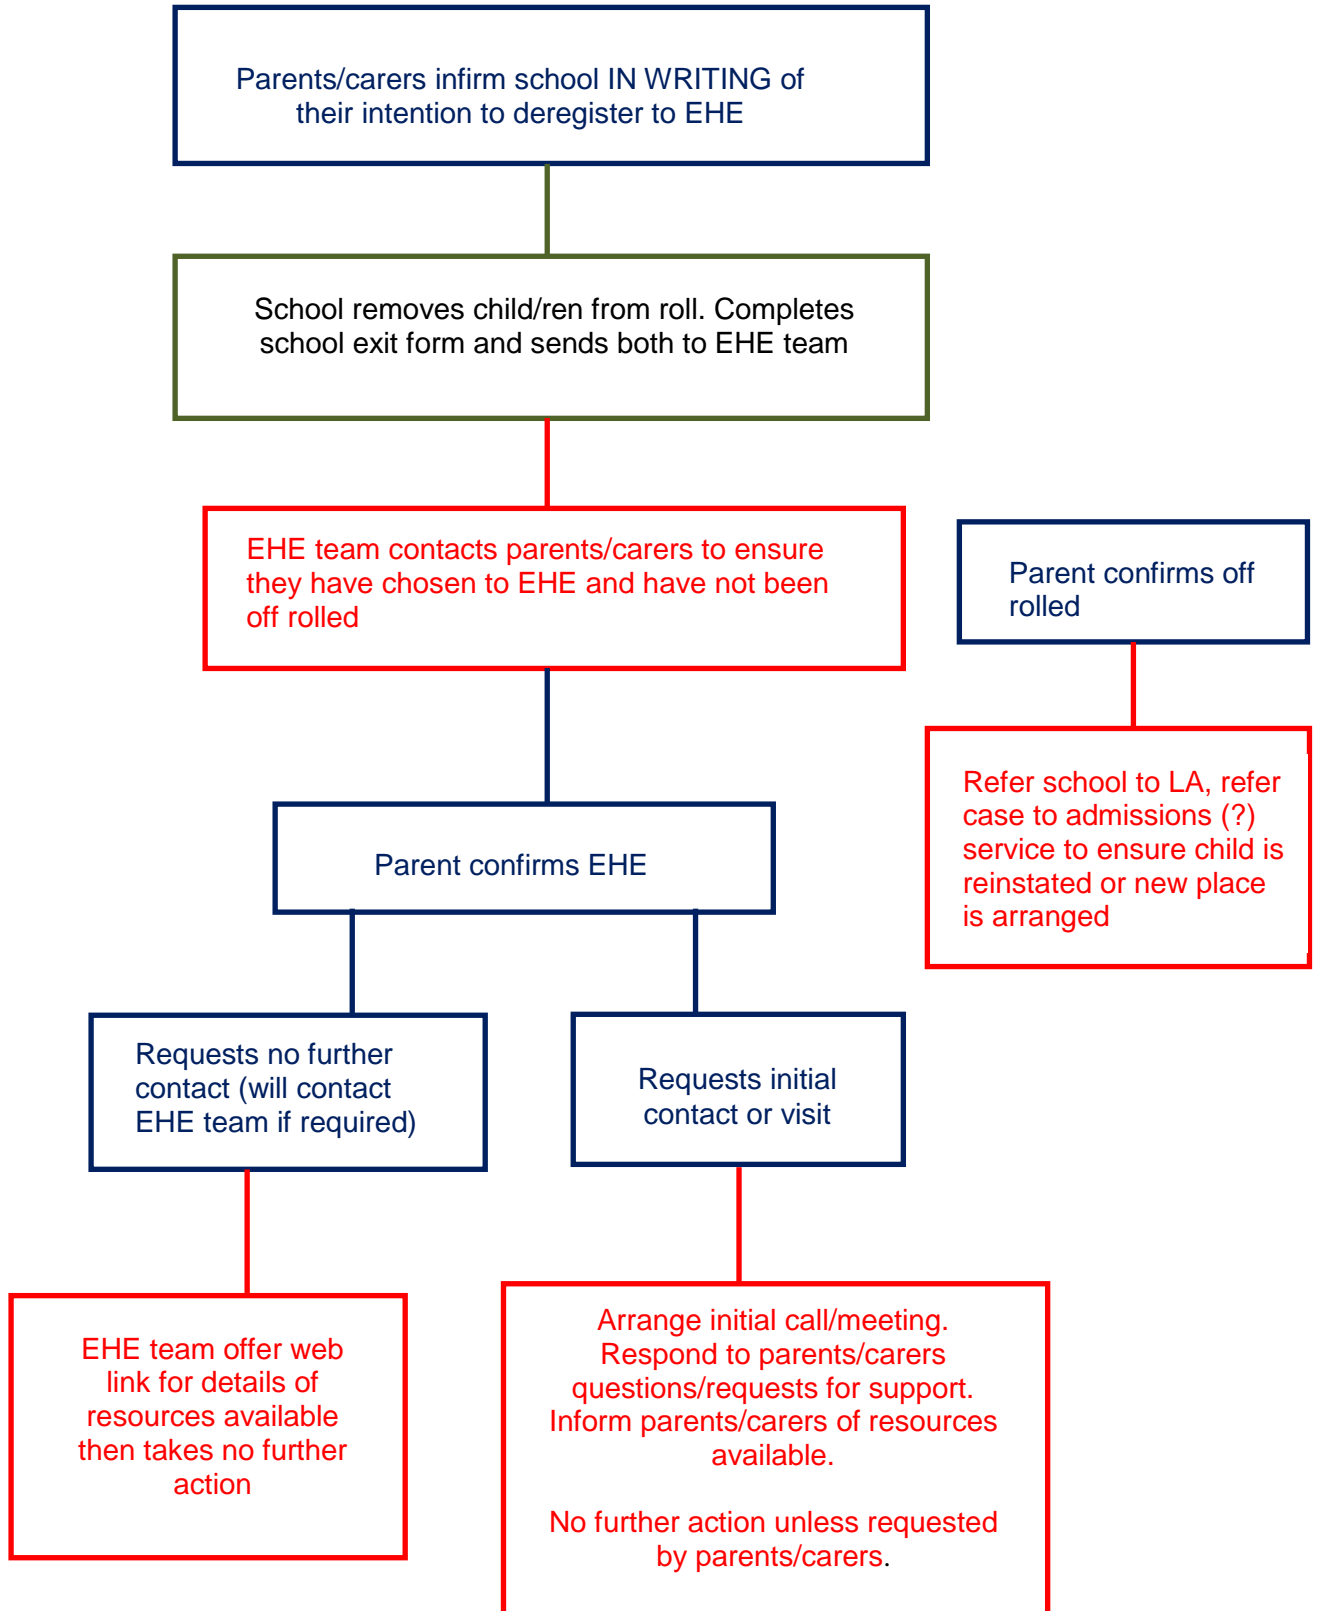 Parents/carers infirm school IN WRITING of
their intention to deregister to EHE
School removes child/ren from roll. Completes
school exit form and sends both to EHE team
EHE team contacts parents/carers to ensure
they have chosen to EHE and have not been
off rolled
Parent confirms off
rolled
Refer school to LA, refer
case to admissions (?)
service to ensure child is
reinstated or new place
is arranged
Parent confirms EHE
Requests no further
contact (will contact
EHE team if required)
Requests initial
contact or visit
EHE team offer web
link for details of
resources available
then takes no further
action
Arrange initial call/meeting.
Respond to parents/carers
questions/requests for support.
Inform parents/carers of resources
available.
No further action unless requested
by parents/carers.